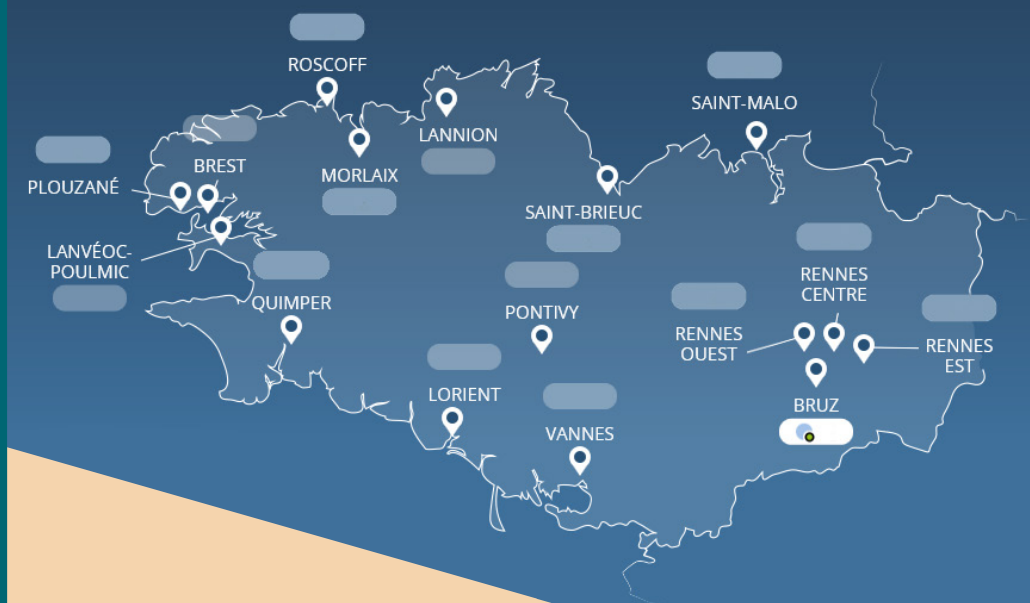 ROSCOFF
SAINT-MALO
LANNION
BREST
MORLAIX
PLOUZANÉ
SAINT-BRIEUC
LANVÉOC-
POULMIC
RENNES
CENTRE
QUIMPER
PONTIVY
RENNES
OUEST
RENNES
EST
LORIENT
BRUZ
VANNES